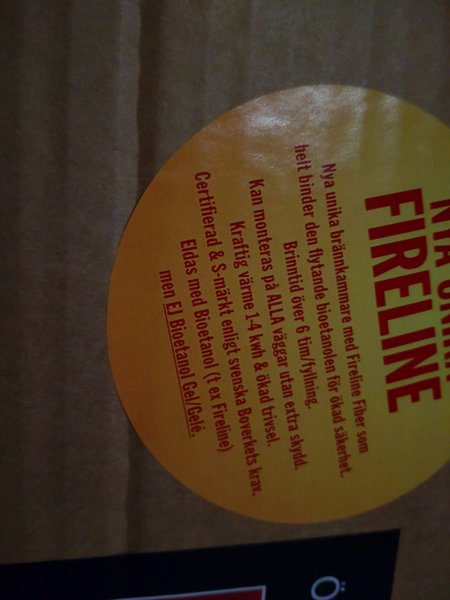 FIRELINE
Nya unika brännkammare med Fireline Fiber som
helt binder den flytande bioetanolen för ökad säkerhet.
Brinntid över 6 tim/fyllning.
Kan monteras på ALLA väggar utan extra skydd.
Kraftig värme 1-4 kwh & ökad trivsel.
Certifierad & S-märkt enligt svenska Boverkets krav.
Eldas med Bioetanol (t ex Fireline)
men EJ Bioetanol Gel/Gelé.
Ö